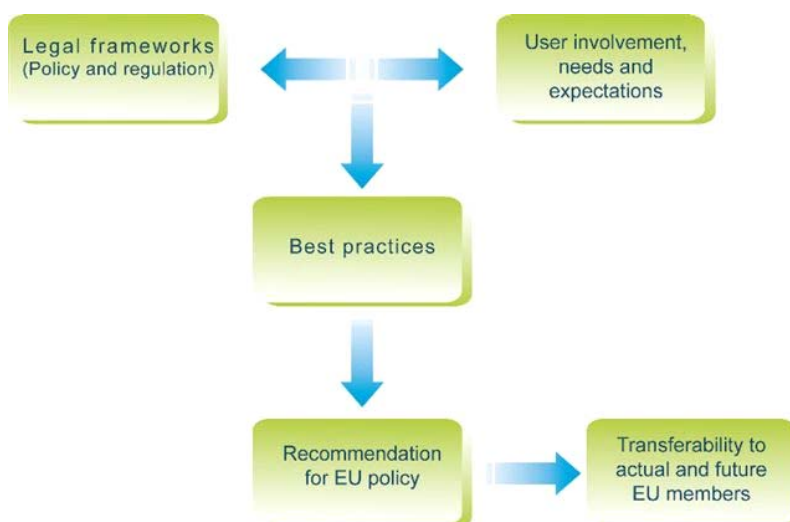 Legal frameworks
(Policy and regulation)
User involvement,
needs and
expectations
Best practices
Recommendation
for EU policy
Transferability to
actual and future
EU members